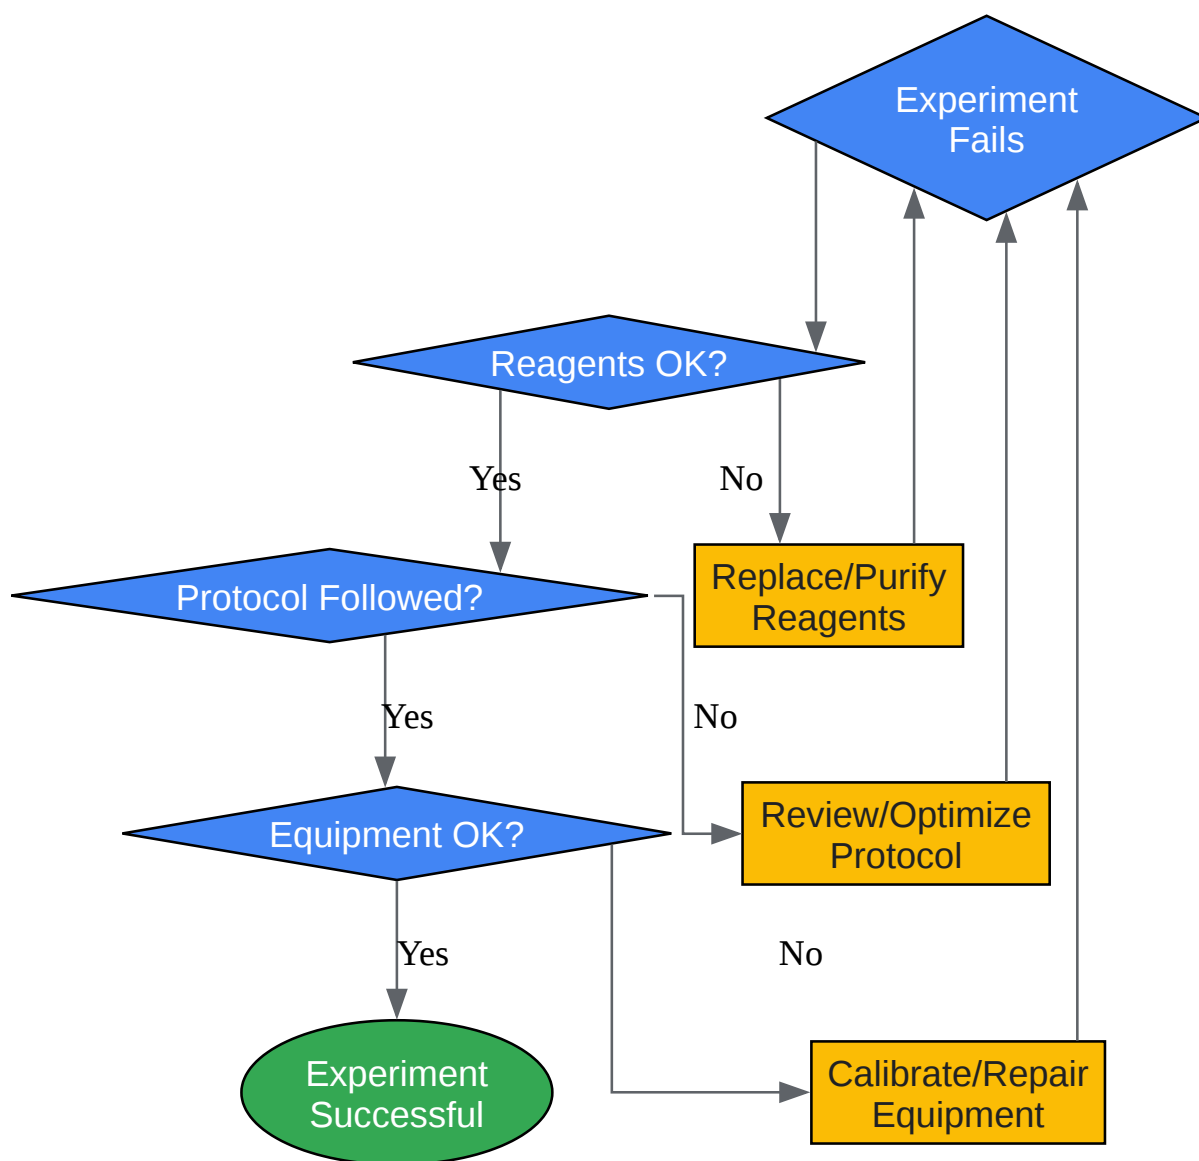 Experiment
Fails
Reagents OK?
Yes
No
Protocol Followed?
Replace/Purify
Reagents
Yes
No
Equipment OK?
Review/Optimize
Protocol
Yes
No
Experiment
Successful
Calibrate/Repair
Equipment